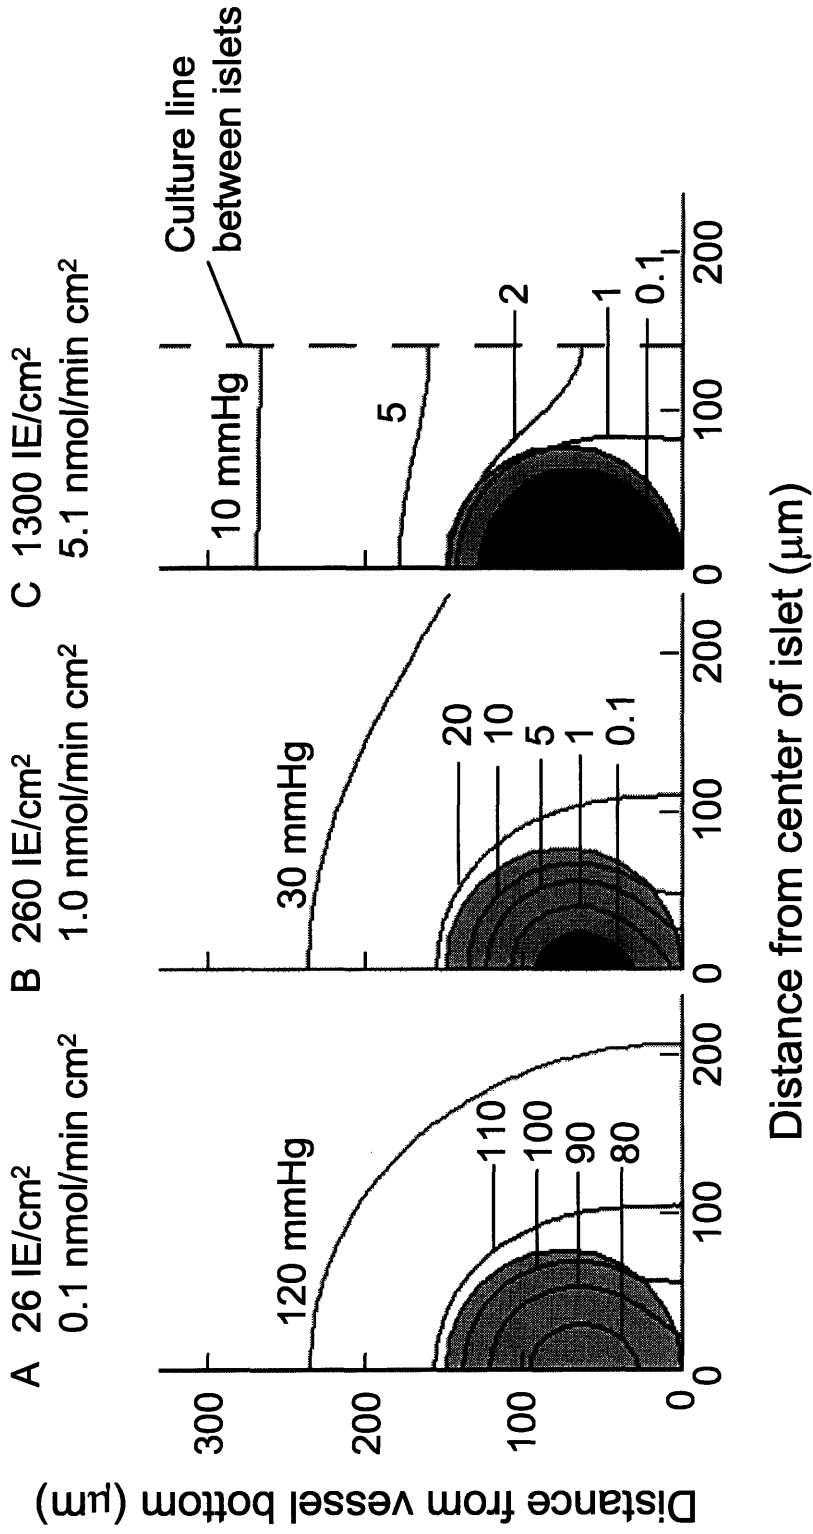 A 26 IE/cm²
0.1 nmol/min cm²
B 260 IE/cm²
1.0 nmol/min cm²
C 1300 IE/cm²
5.1 nmol/min cm²
Culture line
between islets
120 mmHg
110
100
90
80
30 mmHg
20
10
5
1
0.1
10 mmHg
5
2
1
0.1
300
200
100
0
0
100
200
0
100
200
0
100
200
Distance from vessel bottom (μm)
Distance from center of islet (μm)